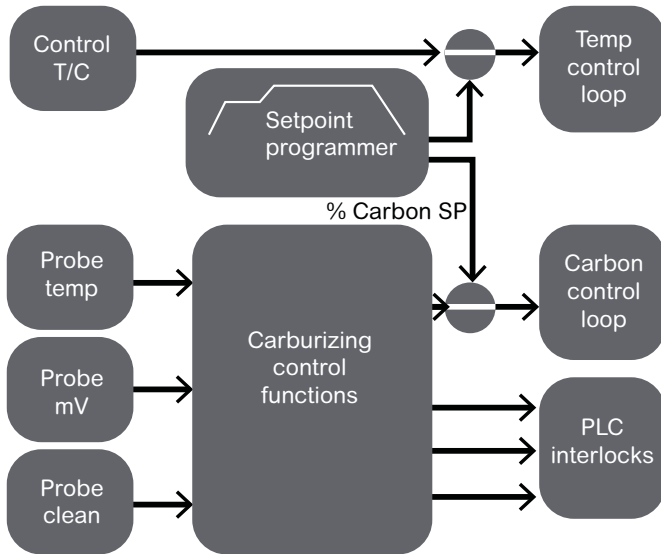 Control
T/C
Temp
control
loop
Setpoint
programmer
% Carbon SP
Probe
temp
Carburizing
control
functions
Carbon
control
loop
Probe
mV
PLC
interlocks
Probe
clean